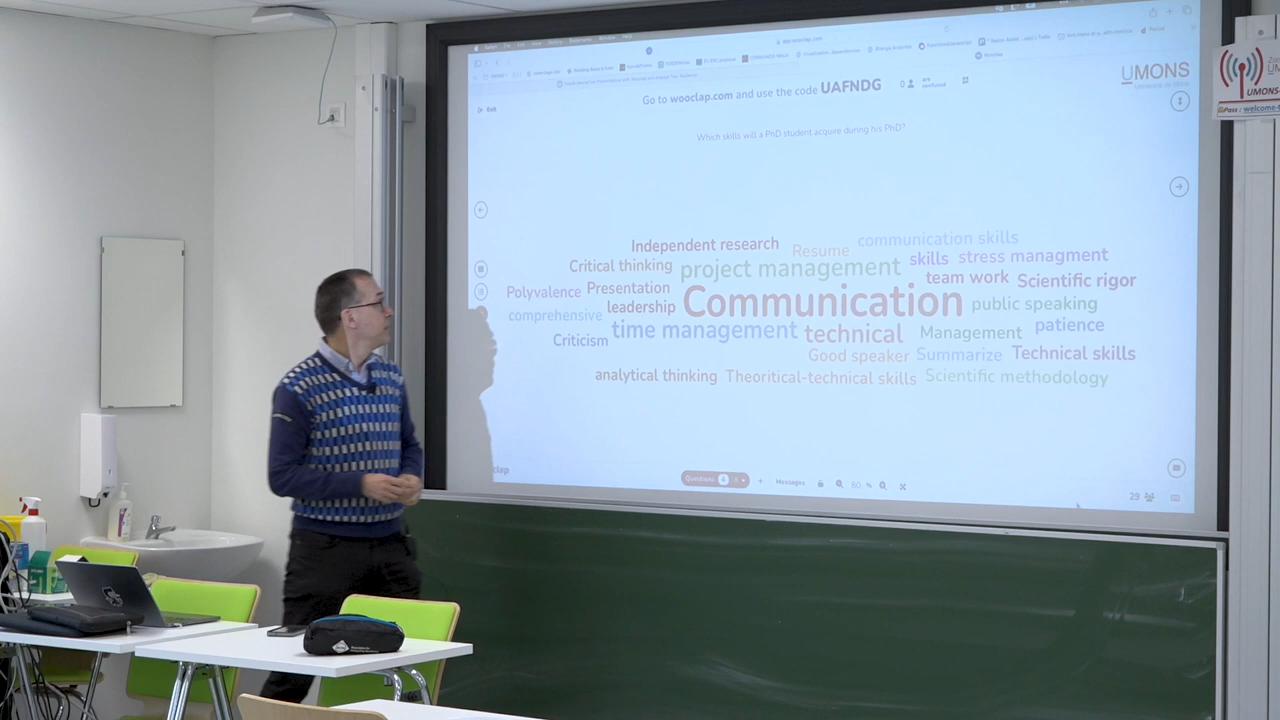 Go to wooclap.com and use the code UAFNDG
UMONS
Which skills will a PhD student acquire during his PhD?
Independent research
Resume
communication skills
Critical thinking
project management
skills
stress managment
team work
Scientific rigor
Polyvalence
Presentation
leadership
Communication
public speaking
comprehensive
time management
technical
Management
patience
Criticism
Good speaker
Summarize
Technical skills
analytical thinking
Theoritical-technical skills
Scientific methodology
clap
Questions 4
Messages
80 %
29
UMONS-